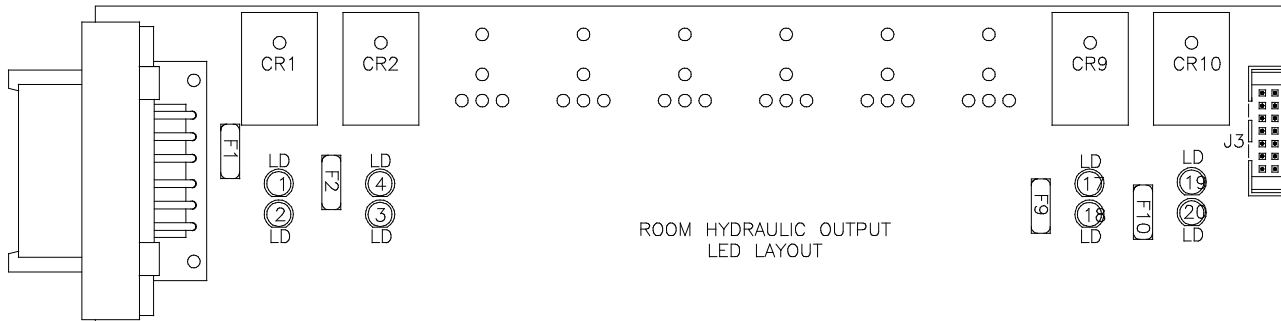 CR1
CR2
CR9
CR10
J3
F1
LD
1
2
LD
F2
LD
4
3
LD
F9
LD
17
18
LD
F10
LD
19
20
LD
ROOM HYDRAULIC OUTPUT
LED LAYOUT